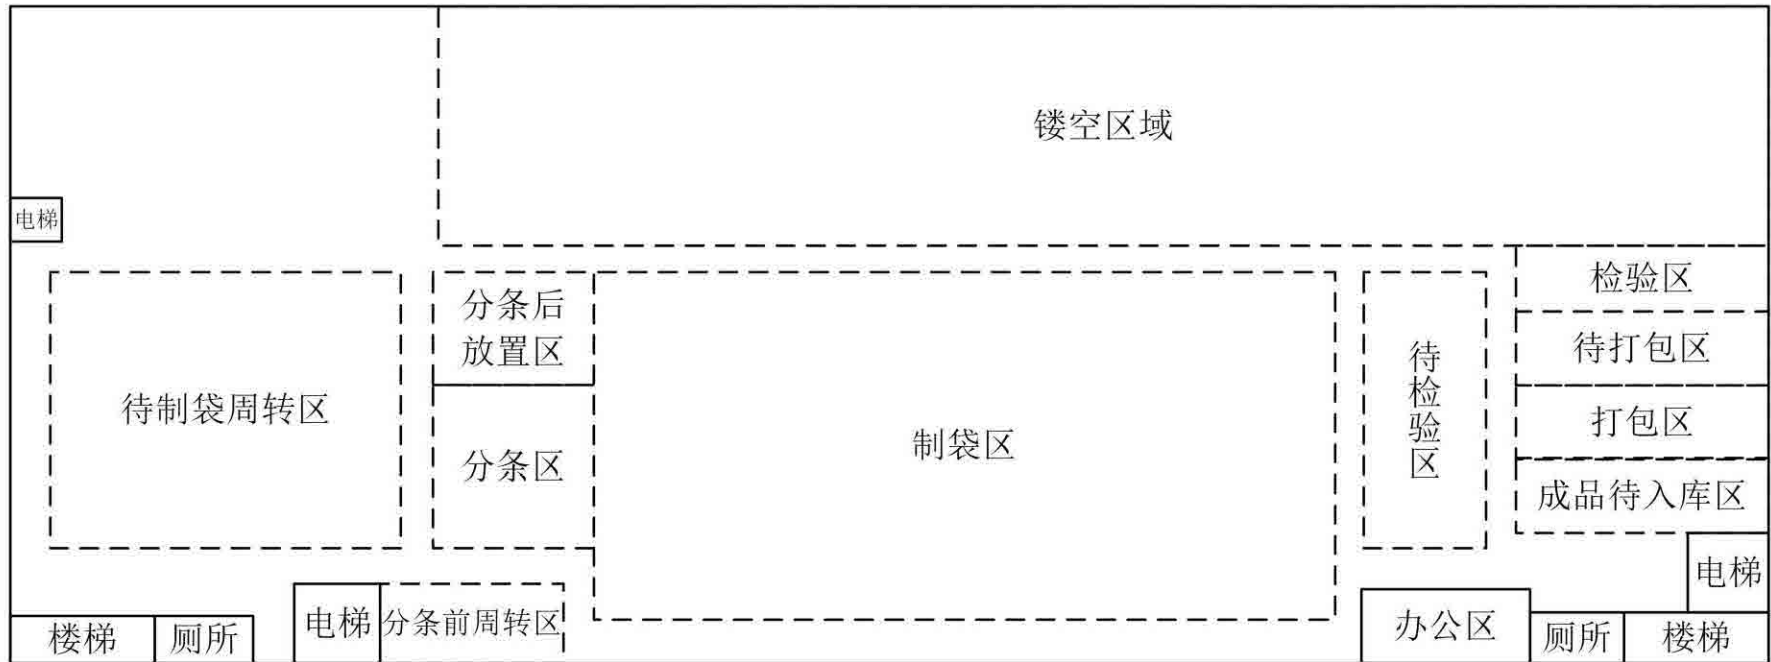 镂空区域
电梯
检验区
分条后
放置区
待打包区
待检验区
待制袋周转区
打包区
制袋区
分条区
成品待入库区
电梯
电梯
分条前周转区
办公区
楼梯
厕所
厕所
楼梯